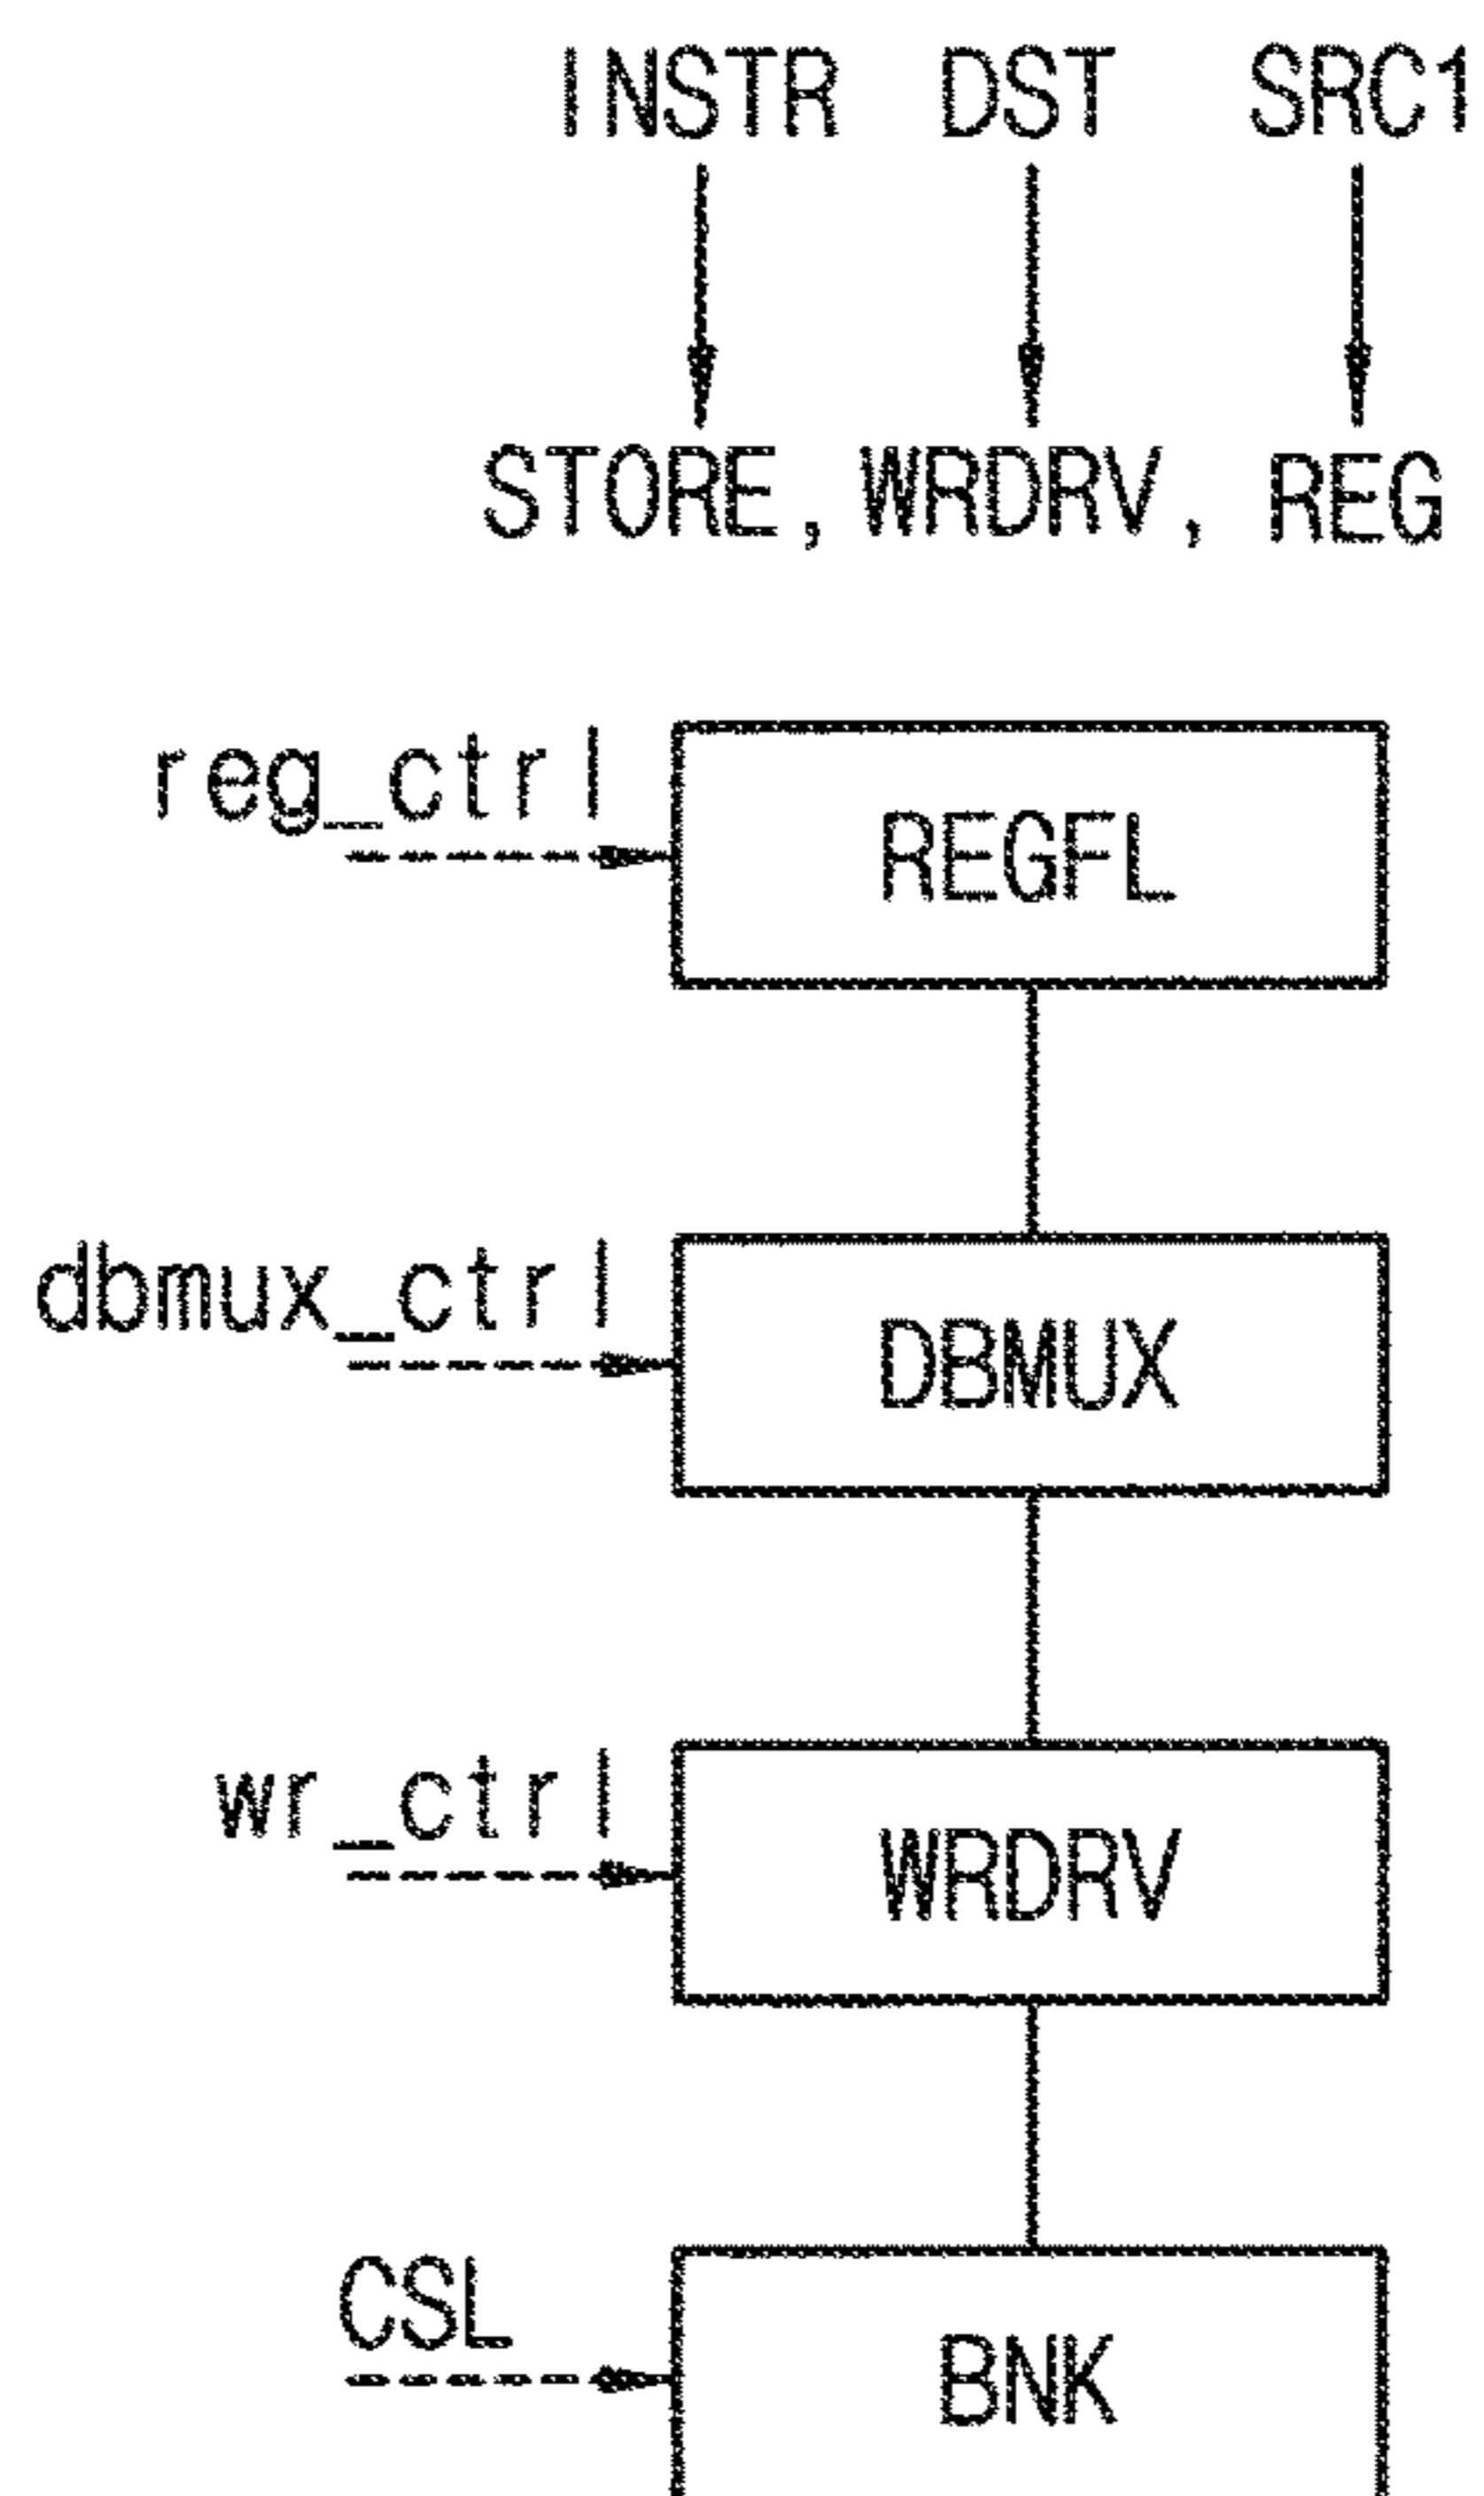 INSTR DST SRC1
STORE, WRDRV, REG
reg_ctrl
REGFL
dbmux_ctrl
DBMUX
wr_ctrl
WRDRV
CSL
BNK